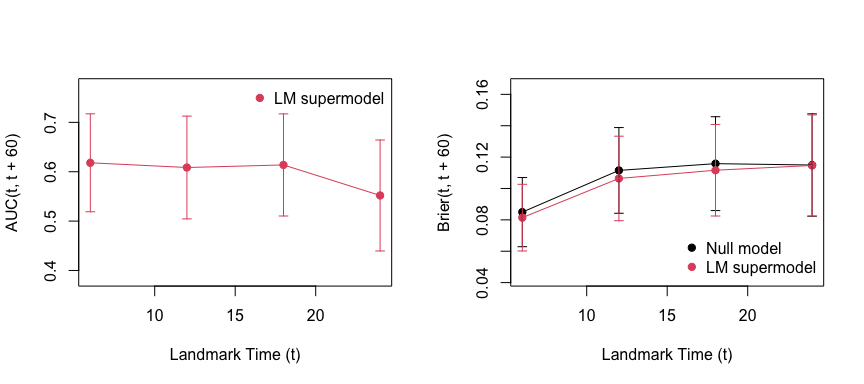 AUC(t, t + 60)
0.7
0.6
0.5
0.4
LM supermodel
10 15 20
Landmark Time (t)
Brier(t, t + 60)
0.16
0.12
0.08
0.04
Null model
LM supermodel
10 15 20
Landmark Time (t)